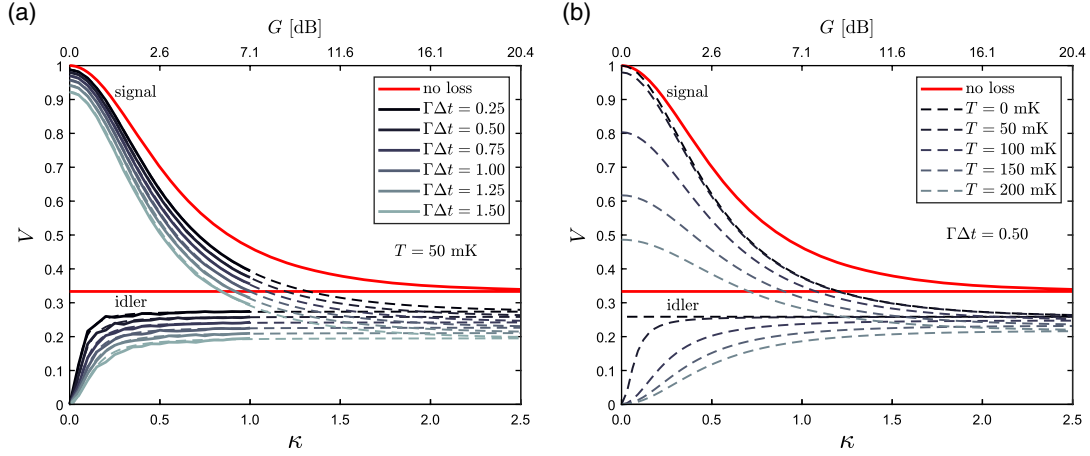 (a)
G [dB]
0.0 2.6 7.1 11.6 16.1 20.4
1
0.9
0.8
0.7
0.6
0.5
0.4
0.3
0.2
0.1
0
V
signal
no loss
ΓΔt = 0.25
ΓΔt = 0.50
ΓΔt = 0.75
ΓΔt = 1.00
ΓΔt = 1.25
ΓΔt = 1.50
T = 50 mK
idler
0.0 0.5 1.0 1.5 2.0 2.5
κ
(b)
G [dB]
0.0 2.6 7.1 11.6 16.1 20.4
1
0.9
0.8
0.7
0.6
0.5
0.4
0.3
0.2
0.1
0
V
signal
no loss
T = 0 mK
T = 50 mK
T = 100 mK
T = 150 mK
T = 200 mK
ΓΔt = 0.50
idler
0.0 0.5 1.0 1.5 2.0 2.5
κ